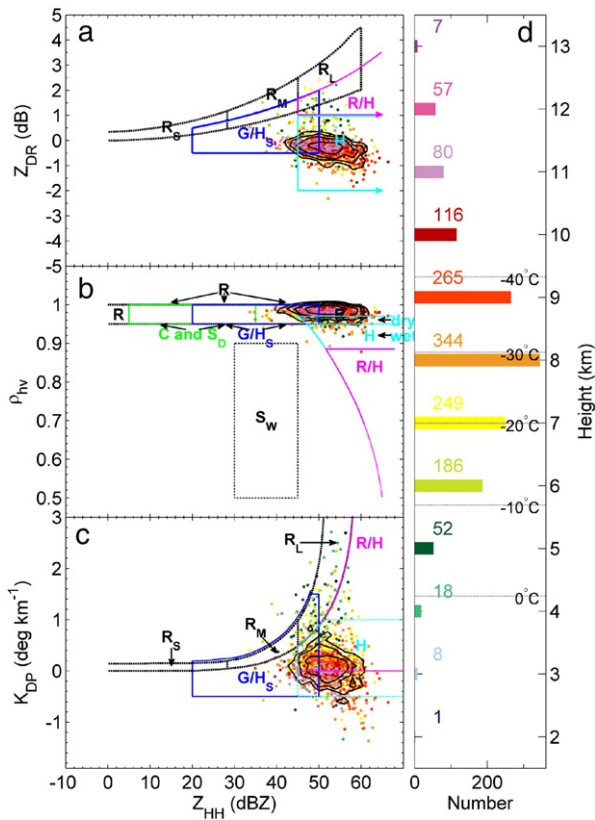 a
5
4
3
2
1
0
-1
-2
-3
-4
Z_DR (dB)
R_S
R_M
R_L
R/H
G/H_S
H
b
1.1
1
0.9
0.8
0.7
0.6
0.5
ρ_hv
R
R
dry
H wet
C and S_D
G/H_S
R/H
S_W
c
3
2
1
0
-1
K_DP (deg km⁻¹)
R_L
R/H
R_S
R_M
H
G/H_S
-10 0 10 20 30 40 50 60 70
Z_HH (dBZ)
d
7
57
80
116
265
344
249
186
52
18
8
1
-40°C
-30°C
-20°C
-10°C
0°C
13
12
11
10
9
8
7
6
5
4
3
2
Height (km)
0 200
Number